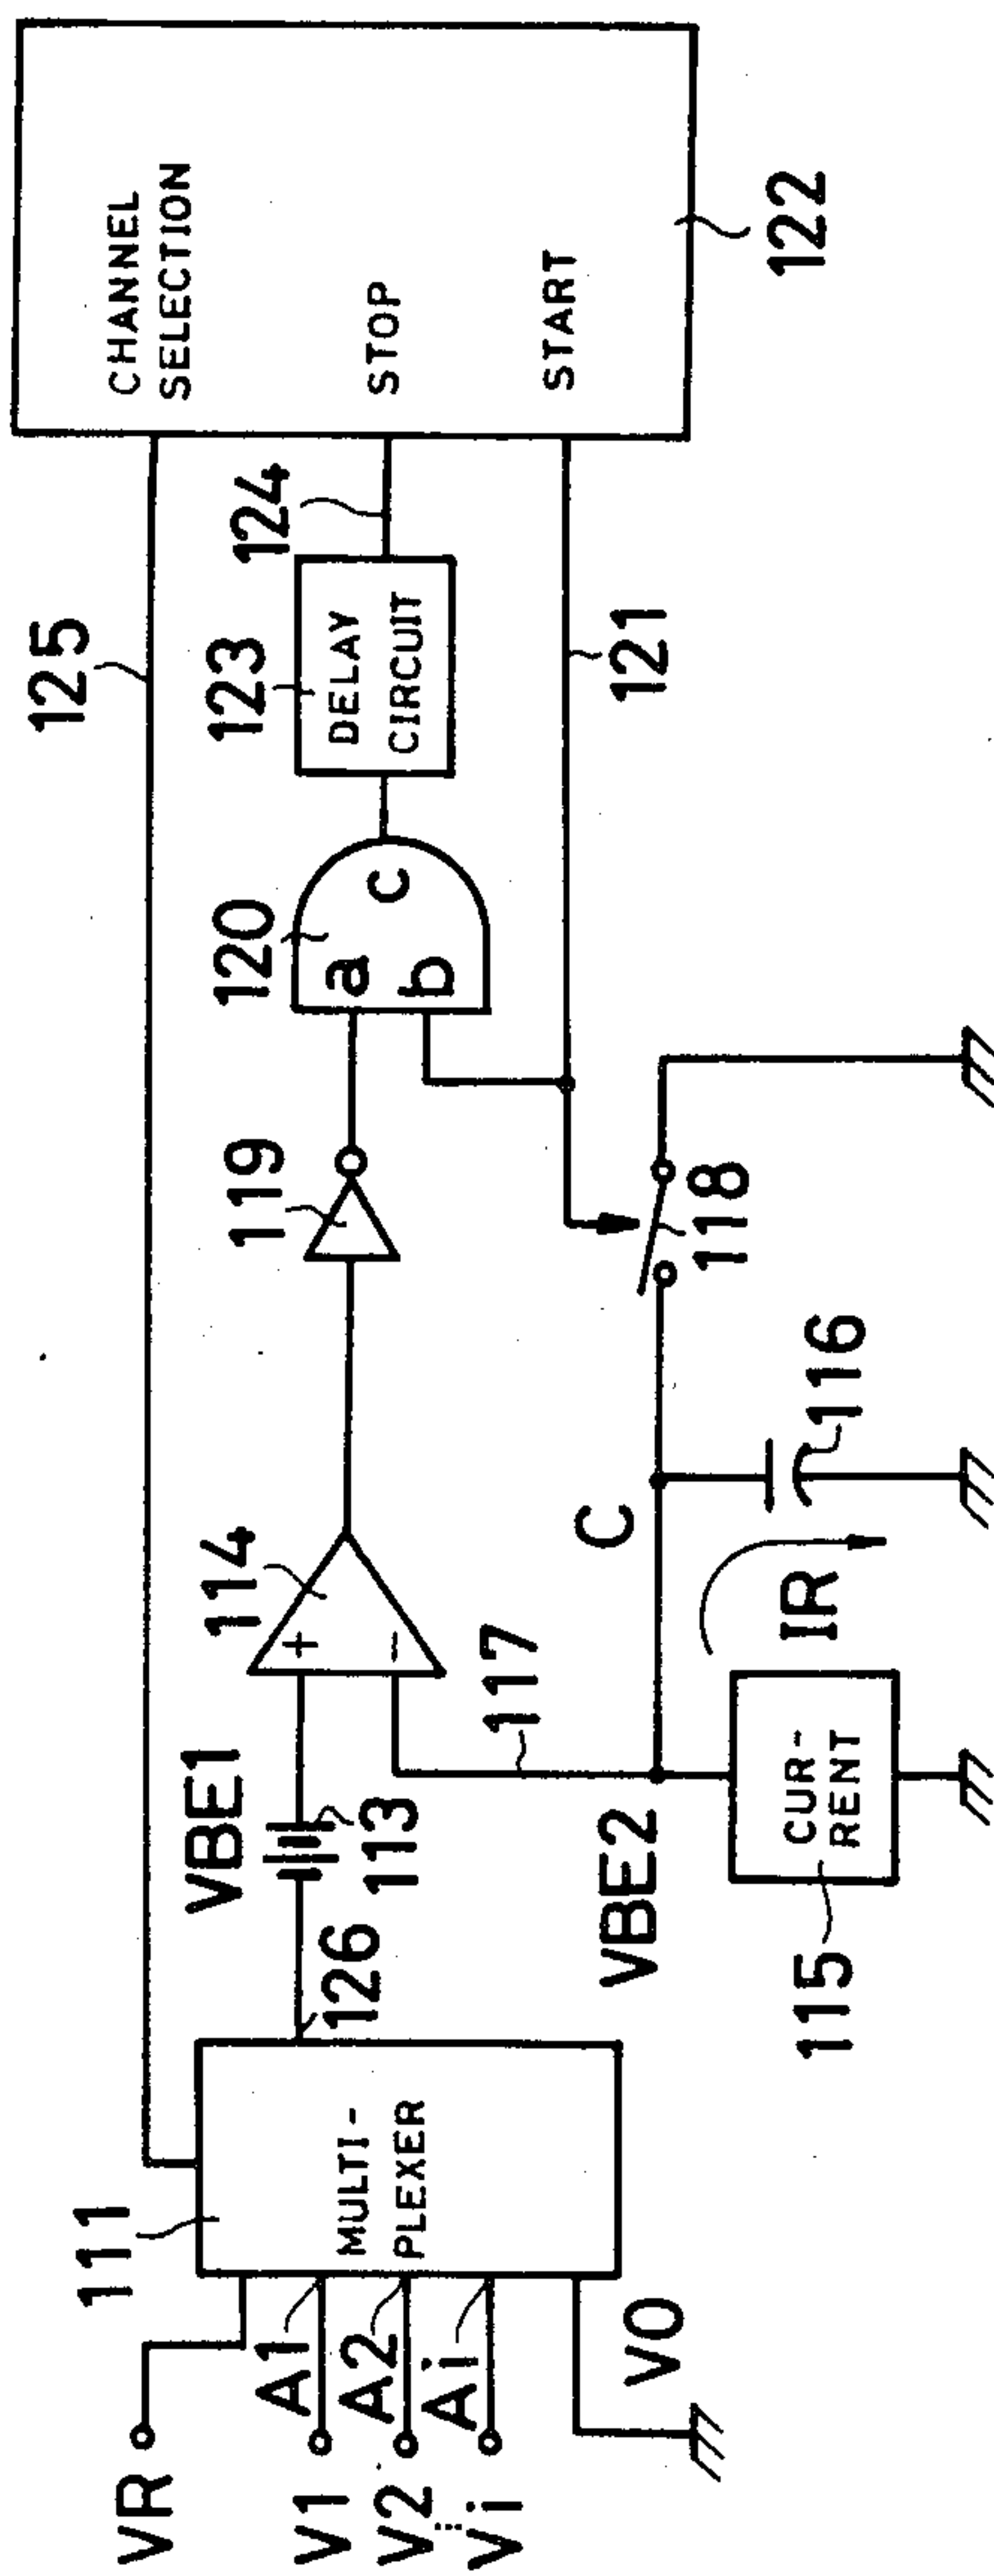 125
CHANNEL
SELECTION
111
VR
A1
V1
A2
V2
Ai
Vi
V0
MULTI-
PLEXER
126
VBE1
113
114
+
-
117
119
120
a
b
c
123
DELAY
CIRCUIT
124
STOP
START
121
122
VBE2
115
CUR-
RENT
IR
C
116
118